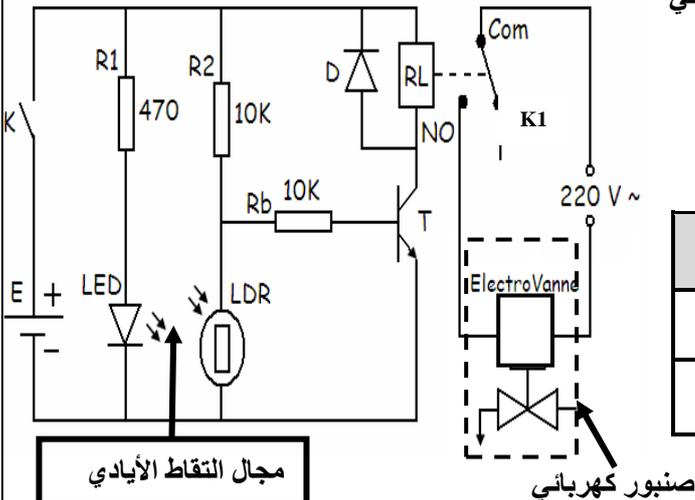 ي
Com
R1
R2
D
RL
K
470
10K
NO
K1
10K
Rb
T
220 V ~
E
+
-
LED
LDR
ElectroVanne
مجال التقاط الأيادي
صنبور كهربائي